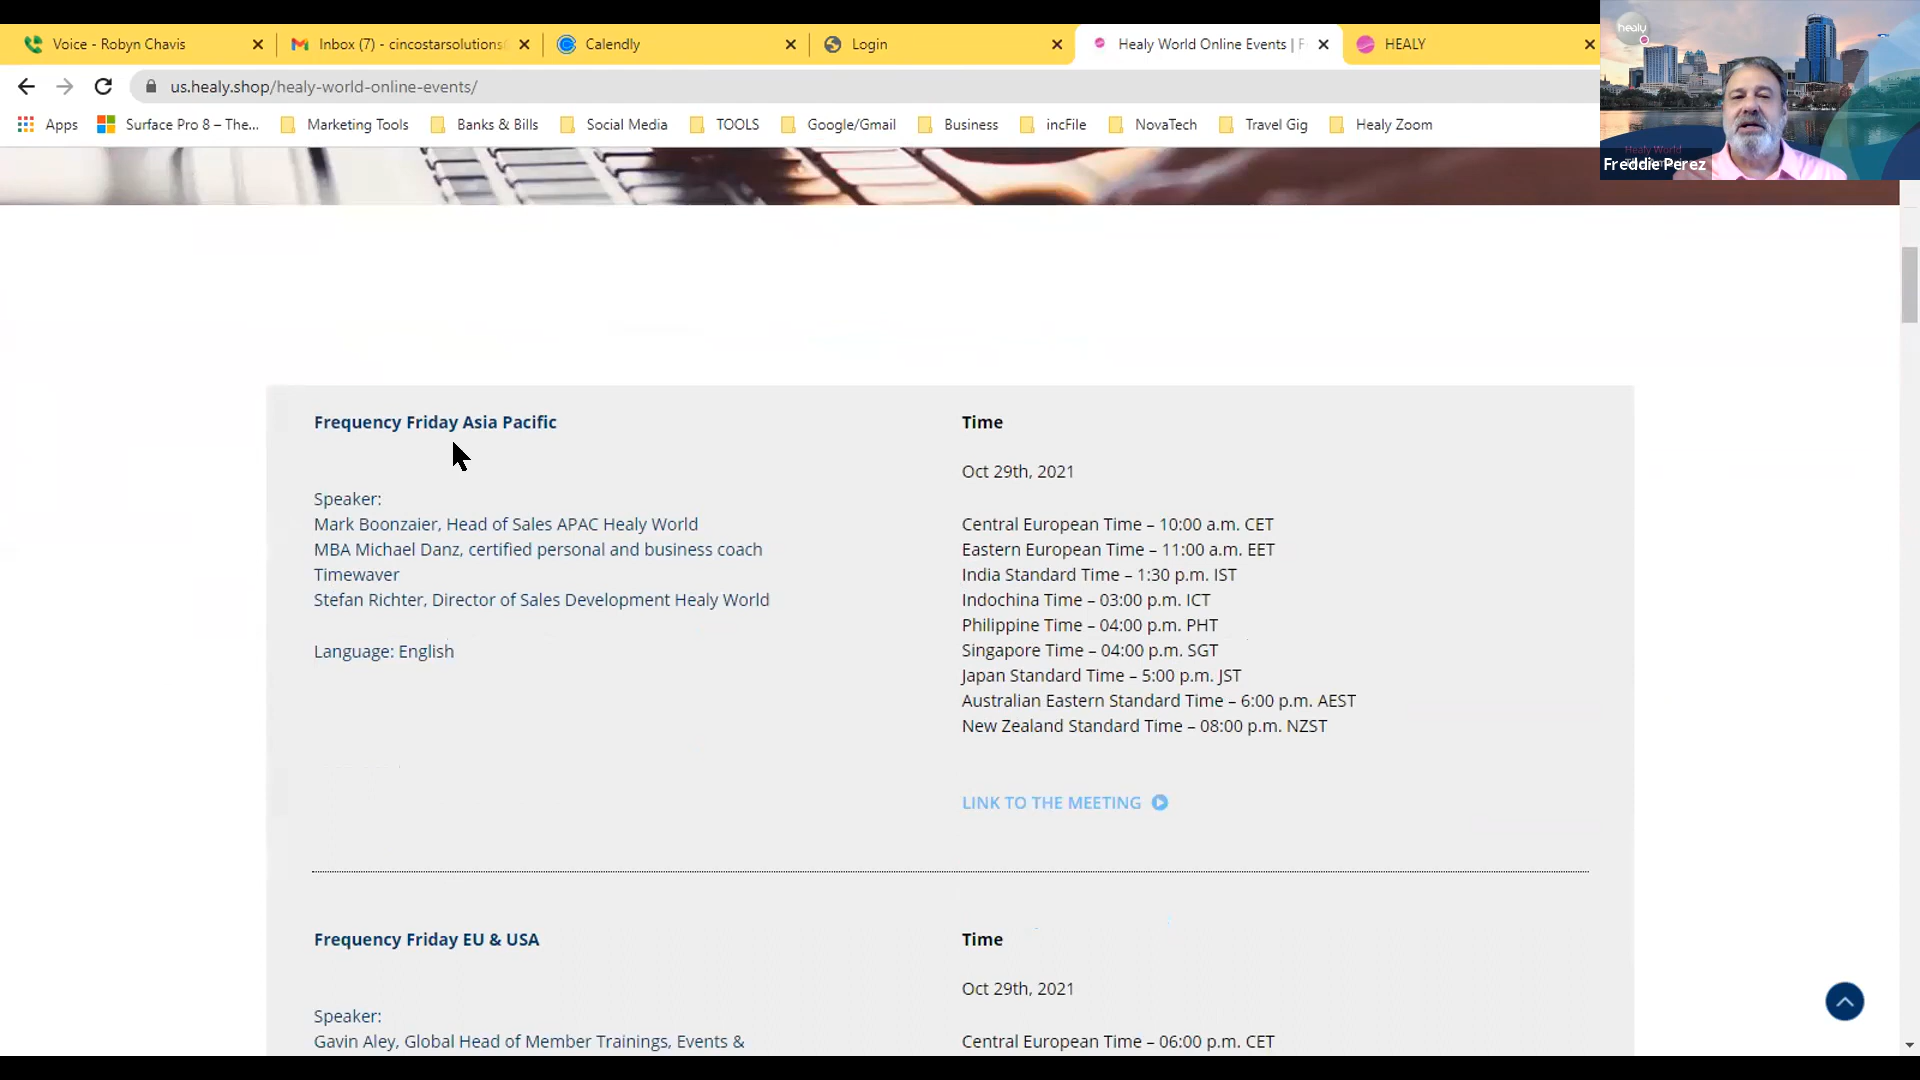 Voice - Robyn Chavis
Inbox (7) - cincostarsolutions
Calendly
Login
Healy World Online Events | F
HEALY
us.healy.shop/healy-world-online-events/
Apps
Surface Pro 8 – The...
Marketing Tools
Banks & Bills
Social Media
TOOLS
Google/Gmail
Business
incFile
NovaTech
Travel Gig
Healy Zoom
healy
Healy World
Freddie Perez
Frequency Friday Asia Pacific
Speaker:
Mark Boonzaier, Head of Sales APAC Healy World
MBA Michael Danz, certified personal and business coach
Timewaver
Stefan Richter, Director of Sales Development Healy World
Language: English
Time
Oct 29th, 2021
Central European Time – 10:00 a.m. CET
Eastern European Time – 11:00 a.m. EET
India Standard Time – 1:30 p.m. IST
Indochina Time – 03:00 p.m. ICT
Philippine Time – 04:00 p.m. PHT
Singapore Time – 04:00 p.m. SGT
Japan Standard Time – 5:00 p.m. JST
Australian Eastern Standard Time – 6:00 p.m. AEST
New Zealand Standard Time – 08:00 p.m. NZST
LINK TO THE MEETING
Frequency Friday EU & USA
Speaker:
Gavin Aley, Global Head of Member Trainings, Events &
Time
Oct 29th, 2021
Central European Time – 06:00 p.m. CET